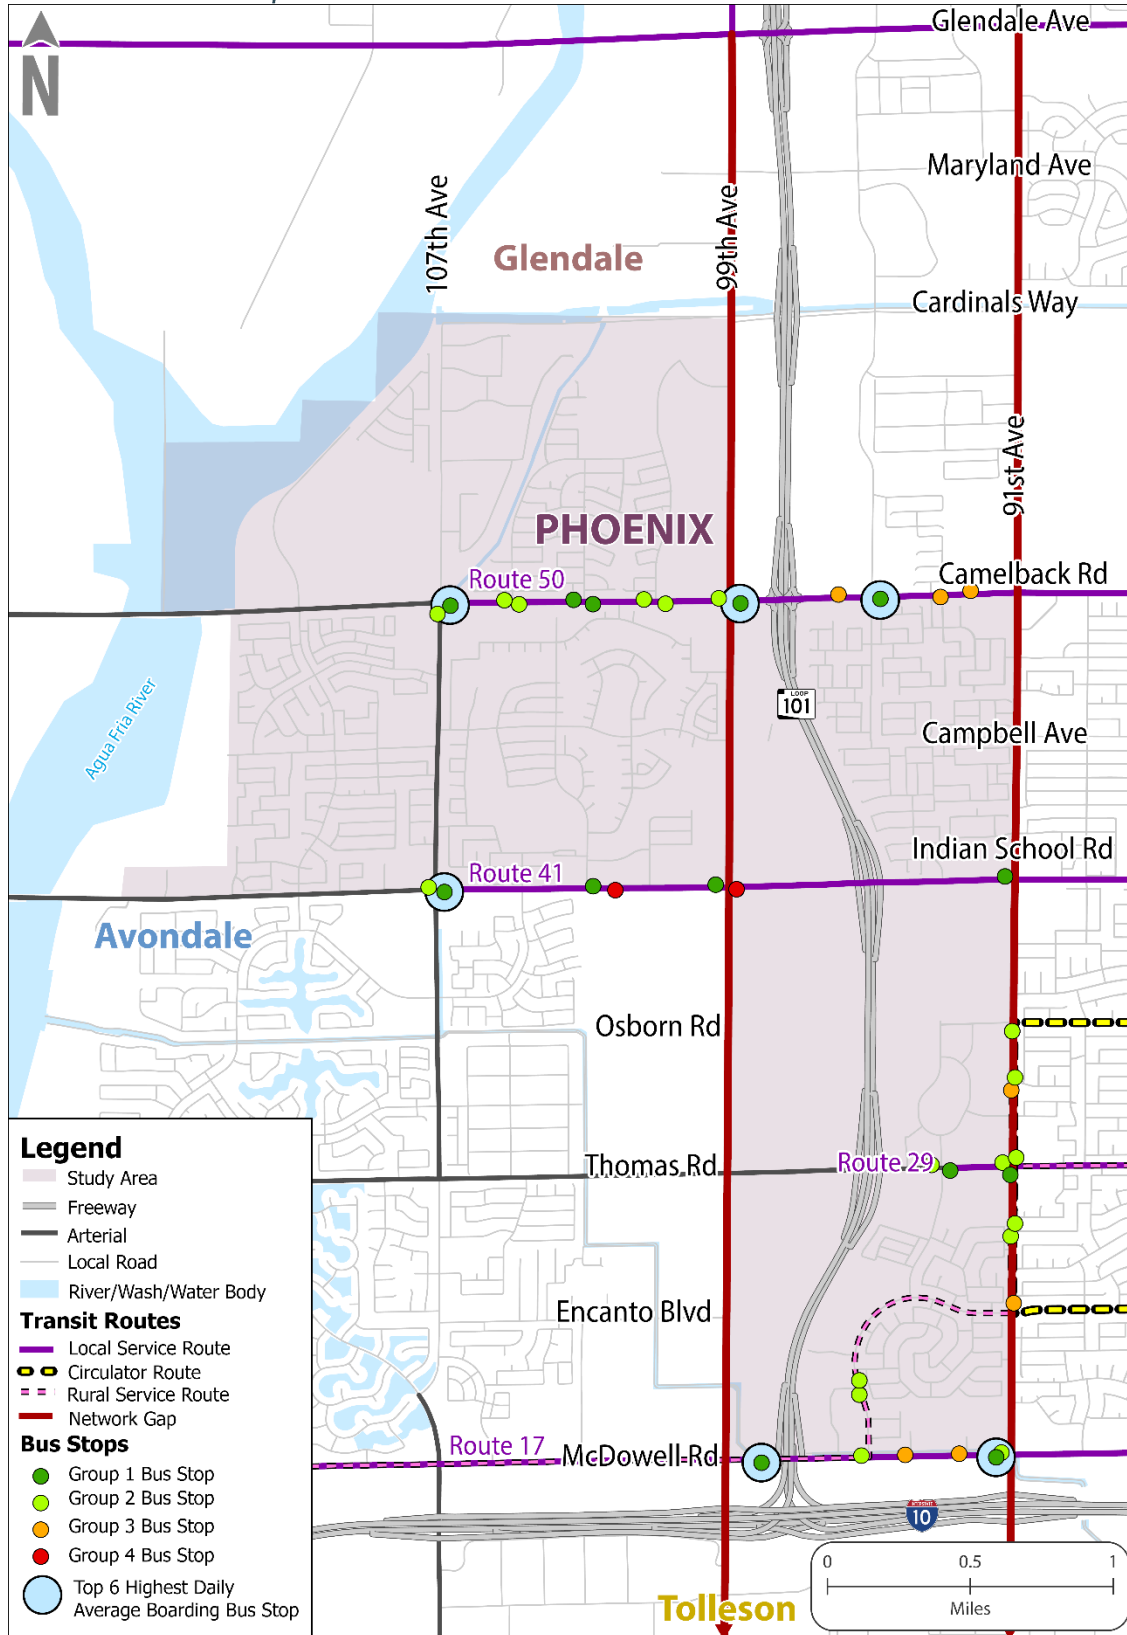 Glendale Ave
N
Maryland Ave
107th Ave
99th Ave
Glendale
Cardinals Way
91st Ave
PHOENIX
Route 50
Camelback Rd
LOOP
101
Agua Fria River
Campbell Ave
Indian School Rd
Route 41
Avondale
Osborn Rd
Thomas Rd
Route 29
Encanto Blvd
Route 17
McDowell Rd
10
Tolleson
Legend
Study Area
Freeway
Arterial
Local Road
River/Wash/Water Body
Transit Routes
Local Service Route
Circulator Route
Rural Service Route
Network Gap
Bus Stops
Group 1 Bus Stop
Group 2 Bus Stop
Group 3 Bus Stop
Group 4 Bus Stop
Top 6 Highest Daily
Average Boarding Bus Stop
0 0.5 1
Miles